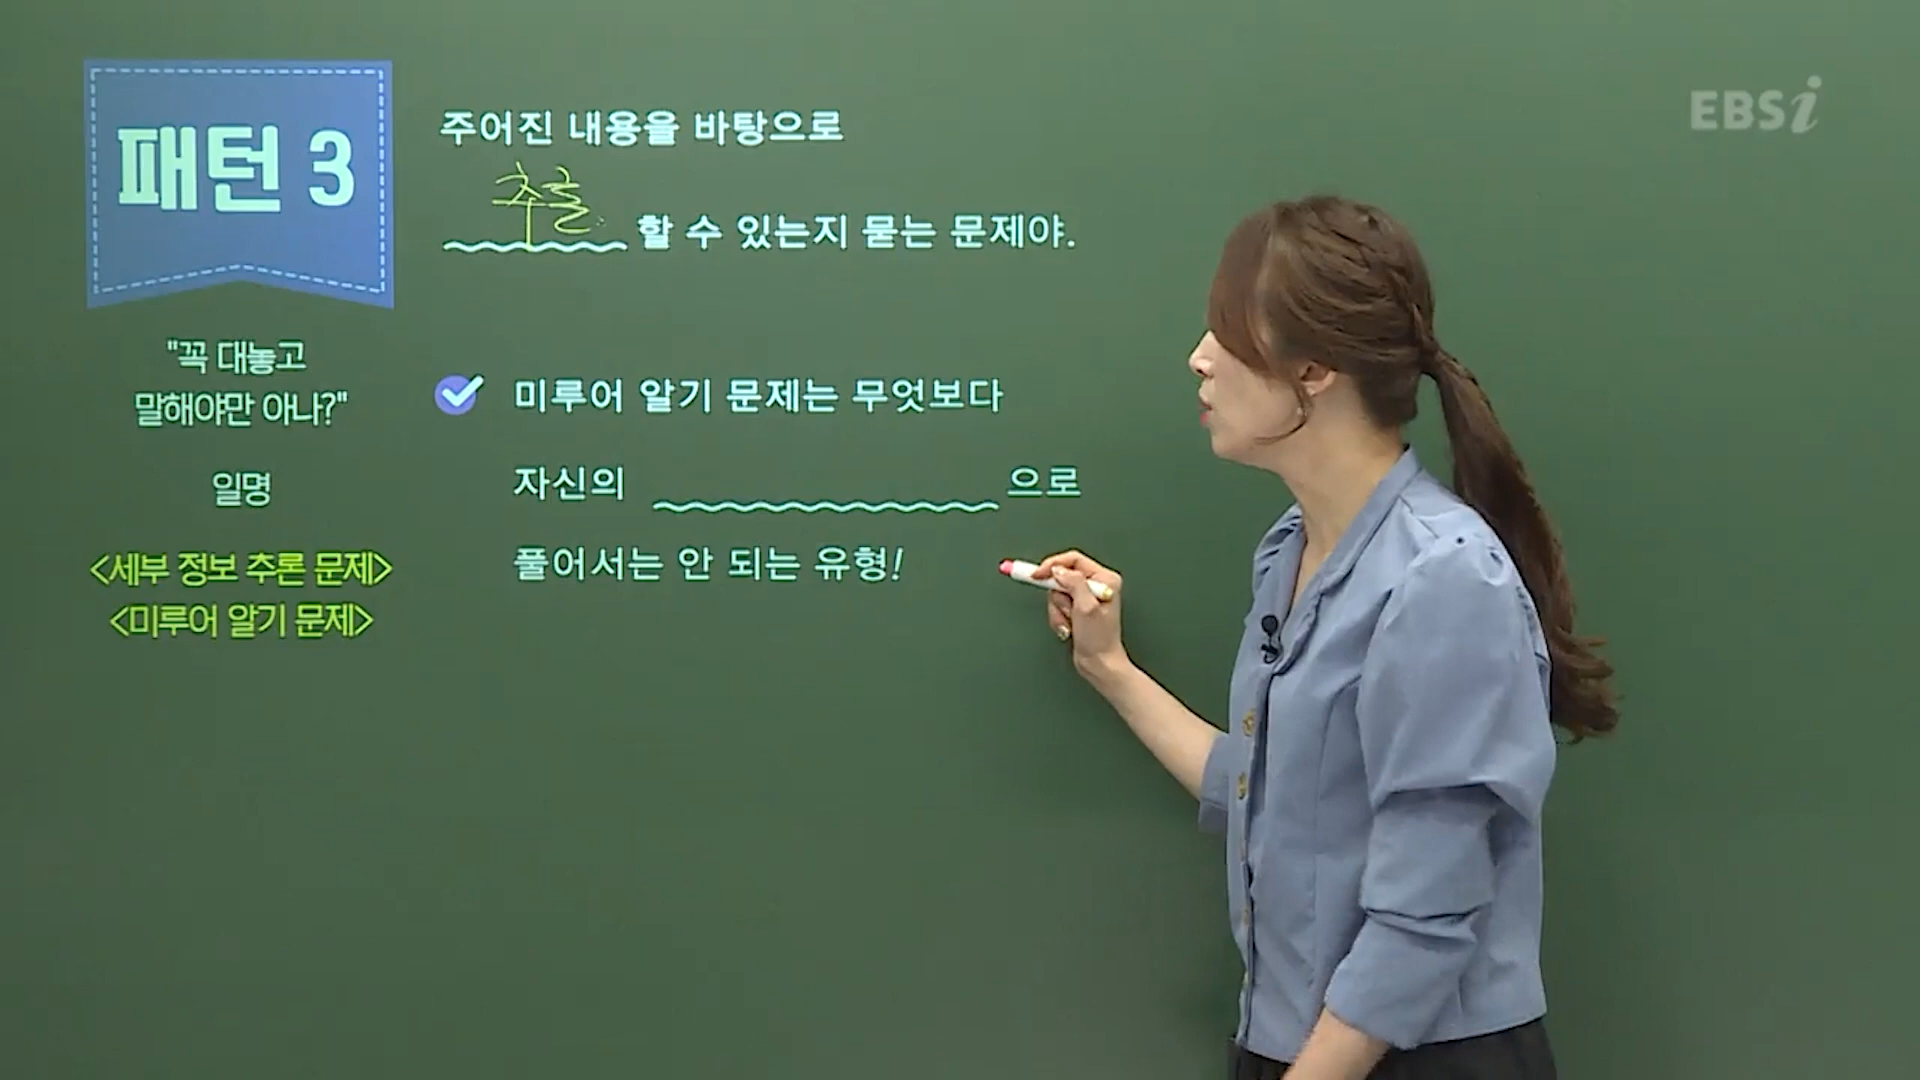 패턴 3
"꼭 대놓고
말해야만 아나?"
일명
<세부 정보 추론 문제>
<미루어 알기 문제>
주어진 내용을 바탕으로
추론 할 수 있는지 묻는 문제야.
미루어 알기 문제는 무엇보다
자신의 으로
풀어서는 안 되는 유형!
EBSi